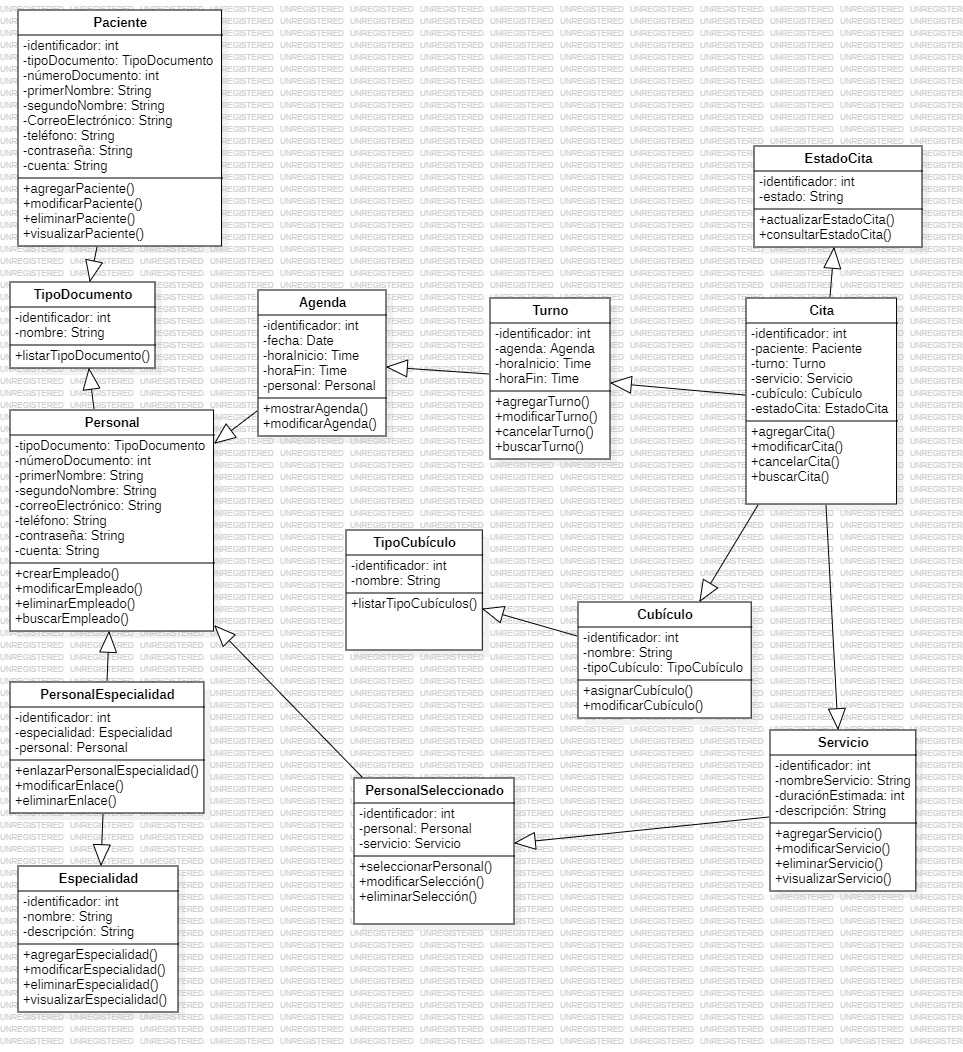 Paciente
-identificador: int
-tipoDocumento: TipoDocumento
-númeroDocumento: int
-primerNombre: String
-segundoNombre: String
-CorreoElectrónico: String
-teléfono: String
-contraseña: String
-cuenta: String
+agregarPaciente()
+modificarPaciente()
+eliminarPaciente()
+visualizarPaciente()
EstadoCita
-identificador: int
-estado: String
+actualizarEstadoCita()
+consultarEstadoCita()
TipoDocumento
-identificador: int
-nombre: String
+listarTipoDocumento()
Agenda
-identificador: int
-fecha: Date
-horaInicio: Time
-horaFin: Time
-personal: Personal
+mostrarAgenda()
+modificarAgenda()
Turno
-identificador: int
-agenda: Agenda
-horaInicio: Time
-horaFin: Time
+agregarTurno()
+modificarTurno()
+cancelarTurno()
+buscarTurno()
Cita
-identificador: int
-paciente: Paciente
-turno: Turno
-servicio: Servicio
-cubículo: Cubículo
-estadoCita: EstadoCita
+agregarCita()
+modificarCita()
+cancelarCita()
+buscarCita()
Personal
-tipoDocumento: TipoDocumento
-númeroDocumento: int
-primerNombre: String
-segundoNombre: String
-correoElectrónico: String
-teléfono: String
-contraseña: String
-cuenta: String
+crearEmpleado()
+modificarEmpleado()
+eliminarEmpleado()
+buscarEmpleado()
TipoCubículo
-identificador: int
-nombre: String
+listarTipoCubículos()
Cubículo
-identificador: int
-nombre: String
-tipoCubículo: TipoCubículo
+asignarCubículo()
+modificarCubículo()
PersonalEspecialidad
-identificador: int
-especialidad: Especialidad
-personal: Personal
+enlazarPersonalEspecialidad()
+modificarEnlace()
+eliminarEnlace()
PersonalSeleccionado
-identificador: int
-personal: Personal
-servicio: Servicio
+seleccionarPersonal()
+modificarSelección()
+eliminarSelección()
Servicio
-identificador: int
-nombreServicio: String
-duraciónEstimada: int
-descripción: String
+agregarServicio()
+modificarServicio()
+eliminarServicio()
+visualizarServicio()
Especialidad
-identificador: int
-nombre: String
-descripción: String
+agregarEspecialidad()
+modificarEspecialidad()
+eliminarEspecialidad()
+visualizarEspecialidad()
UNREGISTERED